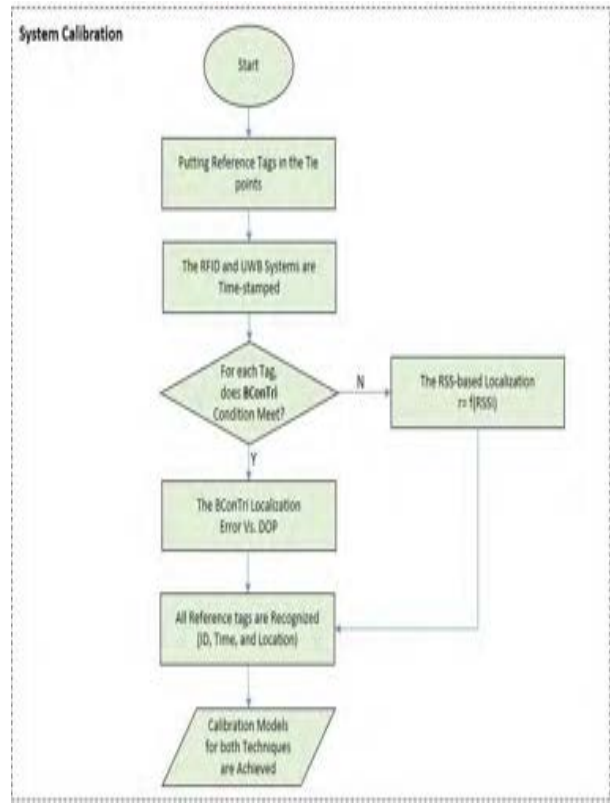 System Calibration
Start
Putting Reference Tags in the Tie
points
The RFID and UWB Systems are
Time-stamped
For each Tag,
does BConTri
Condition Meet?
N
The RSS-based Localization
r= f(RSSI)
Y
The BConTri Localization
Error Vs. DOP
All Reference tags are Recognized
(ID, Time, and Location)
Calibration Models
for both Techniques
are Achieved